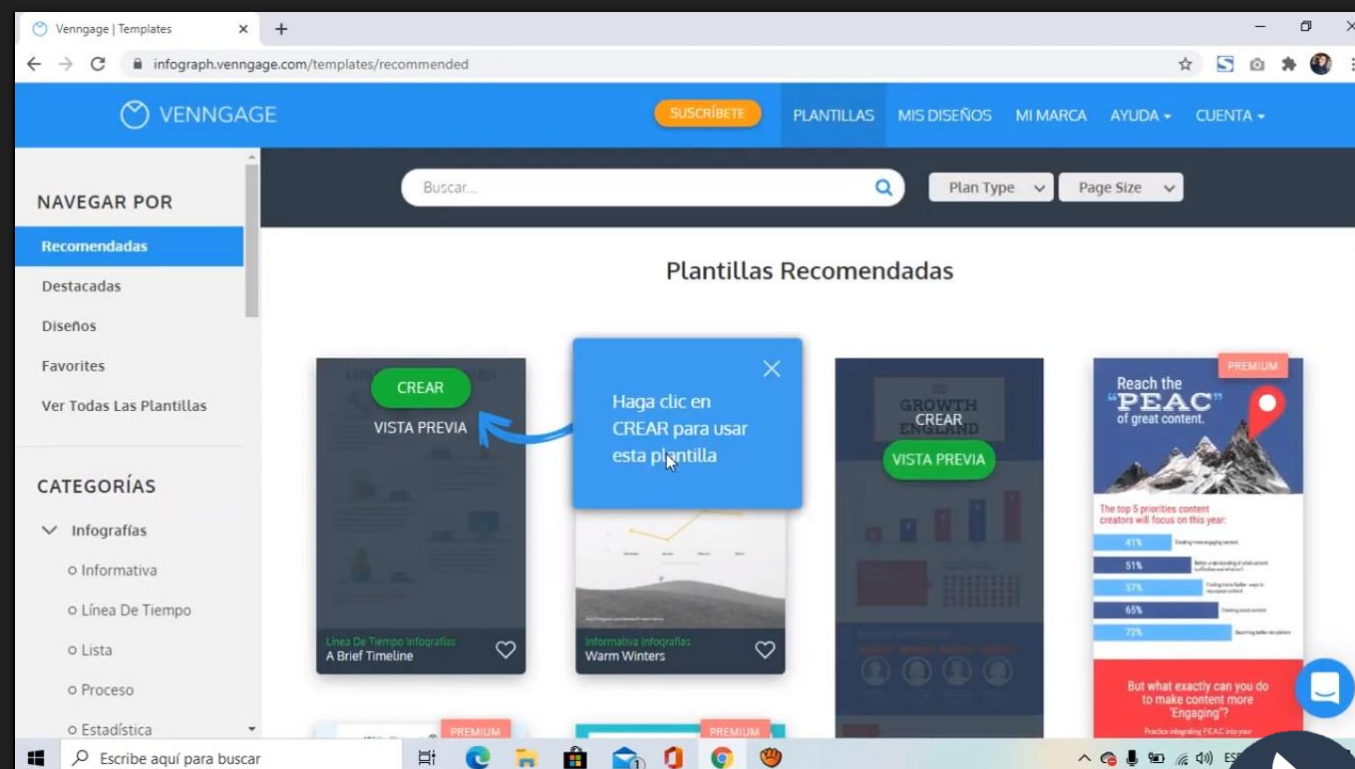 Venngage | Templates
infograph.venngage.com/templates/recommended
VENNGAGE
SUSCRÍBETE
PLANTILLAS
MIS DISEÑOS
MI MARCA
AYUDA
CUENTA
Buscar...
Plan Type
Page Size
NAVEGAR POR
Recomendadas
Destacadas
Diseños
Favorites
Ver Todas Las Plantillas
CATEGORÍAS
Infografías
Informativa
Línea De Tiempo
Lista
Proceso
Estadística
Plantillas Recomendadas
CREAR
VISTA PREVIA
Línea De Tiempo Infografías
A Brief Timeline
Haga clic en
CREAR para usar
esta plantilla
Informativa Infografías
Warm Winters
GROWTH
ENGLAND
CREAR
VISTA PREVIA
PREMIUM
Reach the
“PEAC”
of great content.
The top 5 priorities content
creators will focus on this year:
41%
51%
57%
65%
72%
But what exactly can you do
to make content more
'Engaging'?
PREMIUM
PREMIUM
Escribe aquí para buscar